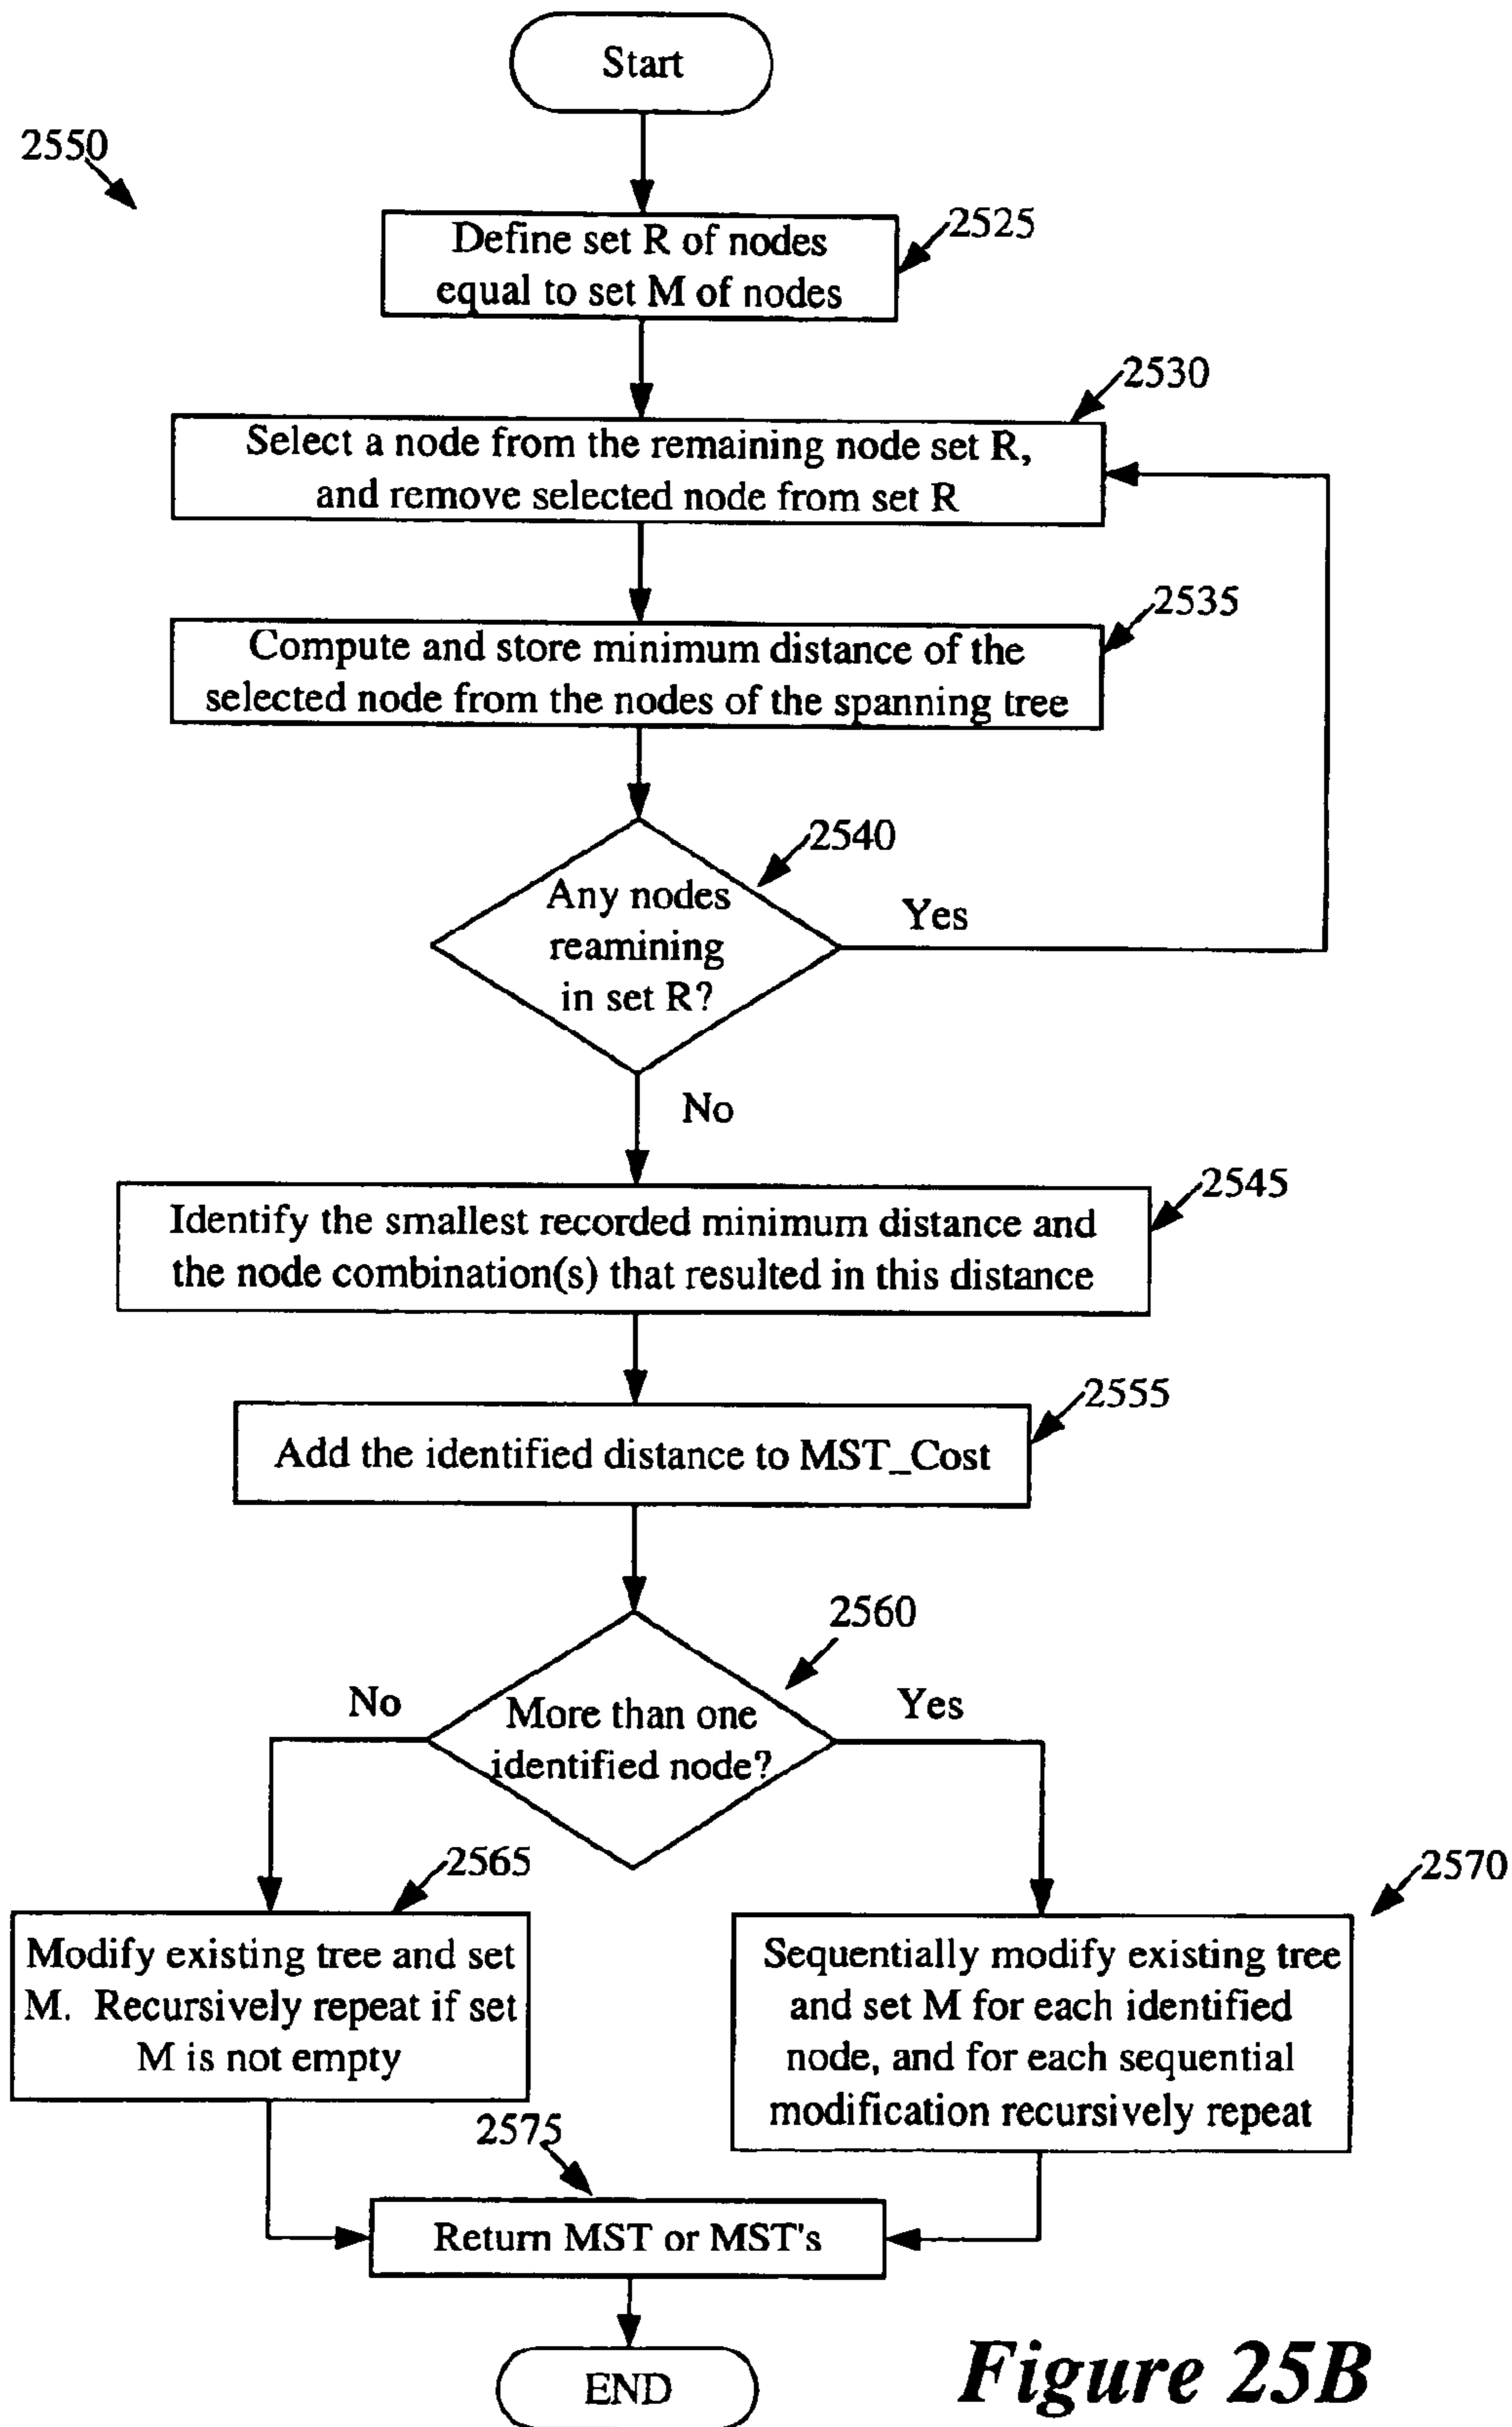 Start
2550
2525
Define set R of nodes
equal to set M of nodes
2530
Select a node from the remaining node set R,
and remove selected node from set R
2535
Compute and store minimum distance of the
selected node from the nodes of the spanning tree
2540
Any nodes
reamining
in set R?
Yes
No
2545
Identify the smallest recorded minimum distance and
the node combination(s) that resulted in this distance
2555
Add the identified distance to MST_Cost
2560
No
More than one
identified node?
Yes
2565
Modify existing tree and set
M. Recursively repeat if set
M is not empty
2570
Sequentially modify existing tree
and set M for each identified
node, and for each sequential
modification recursively repeat
2575
Return MST or MST's
END
Figure 25B